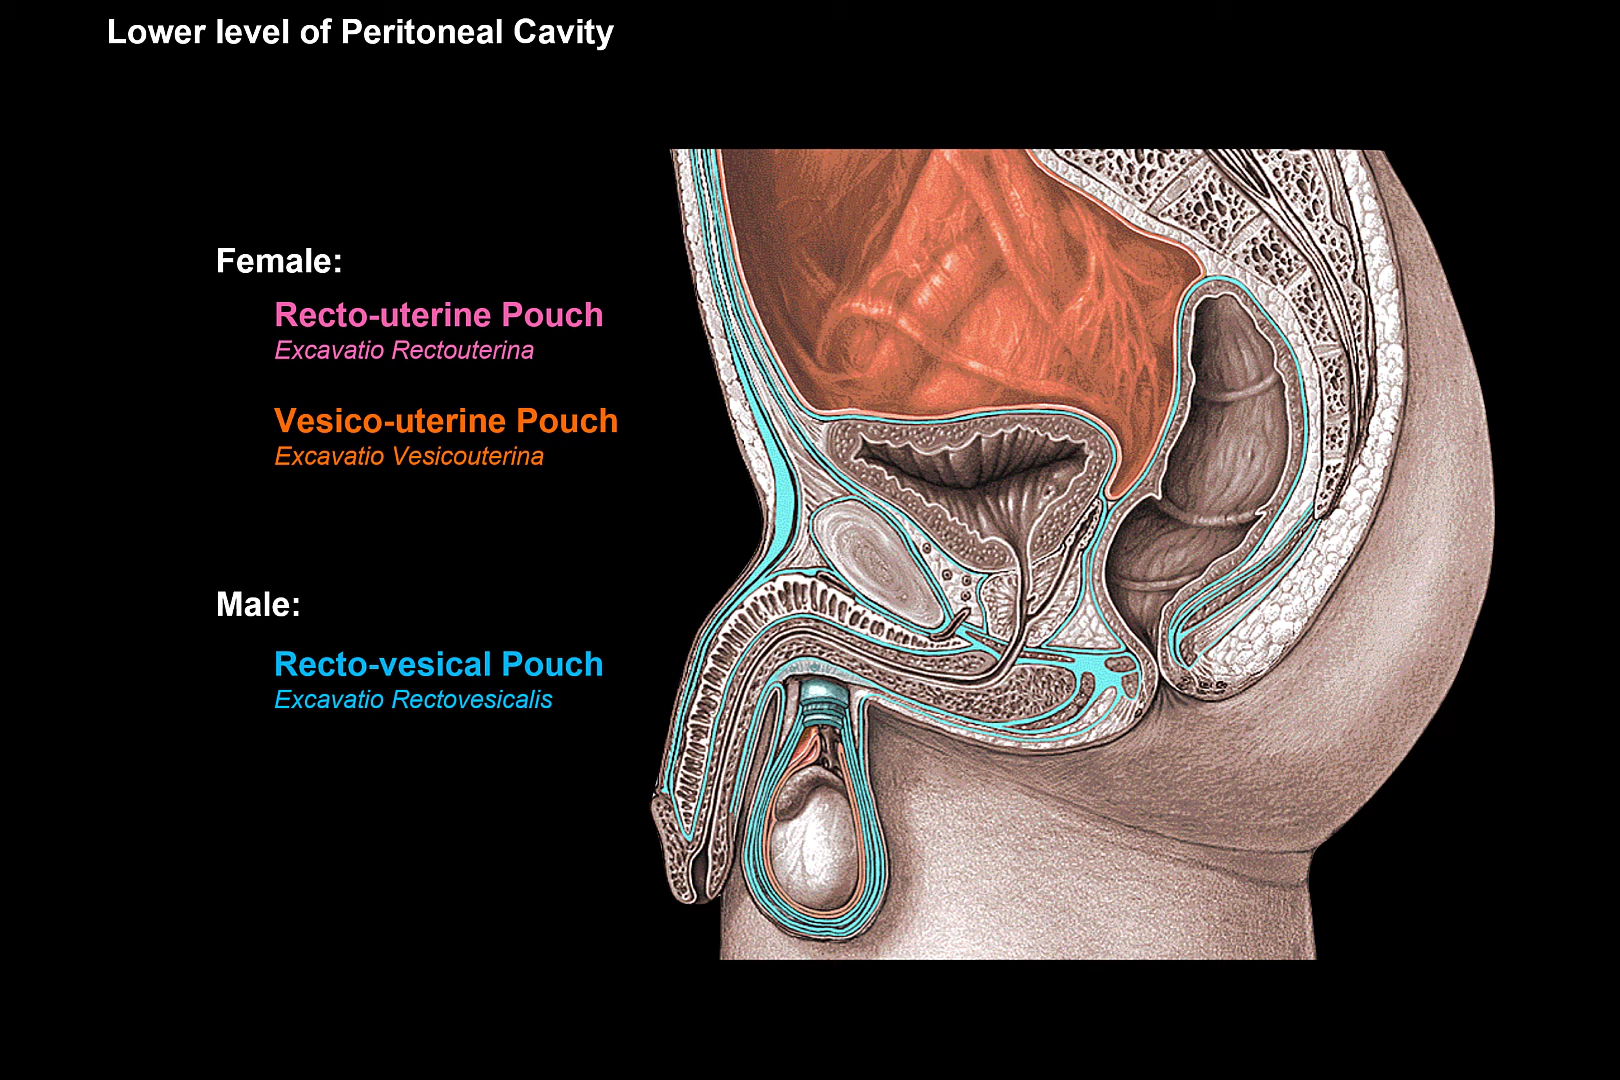 Lower level of Peritoneal Cavity
Female:
Recto-uterine Pouch
Excavatio Rectouterina
Vesico-uterine Pouch
Excavatio Vesicouterina
Male:
Recto-vesical Pouch
Excavatio Rectovesicalis